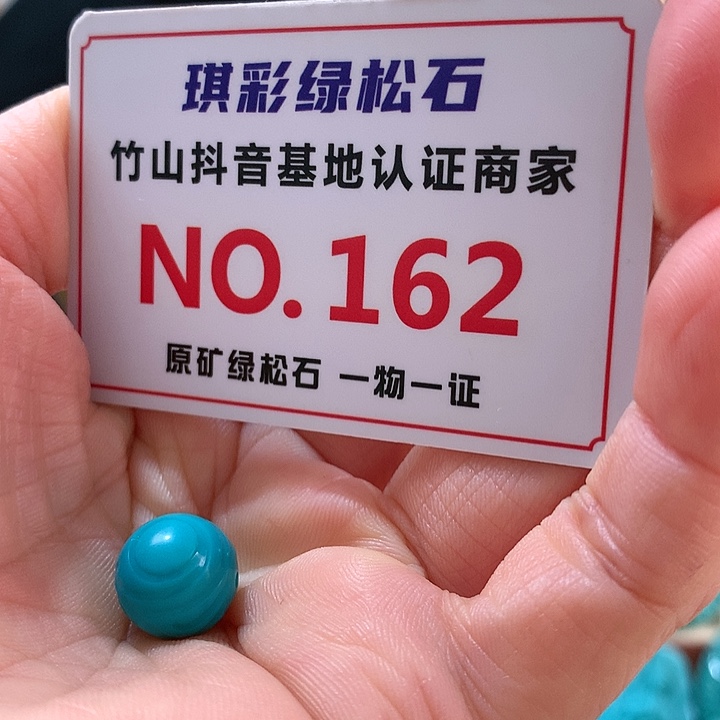 琪彩绿松石
竹山抖音基地认证商家
NO.162
原矿绿松石 一物一证